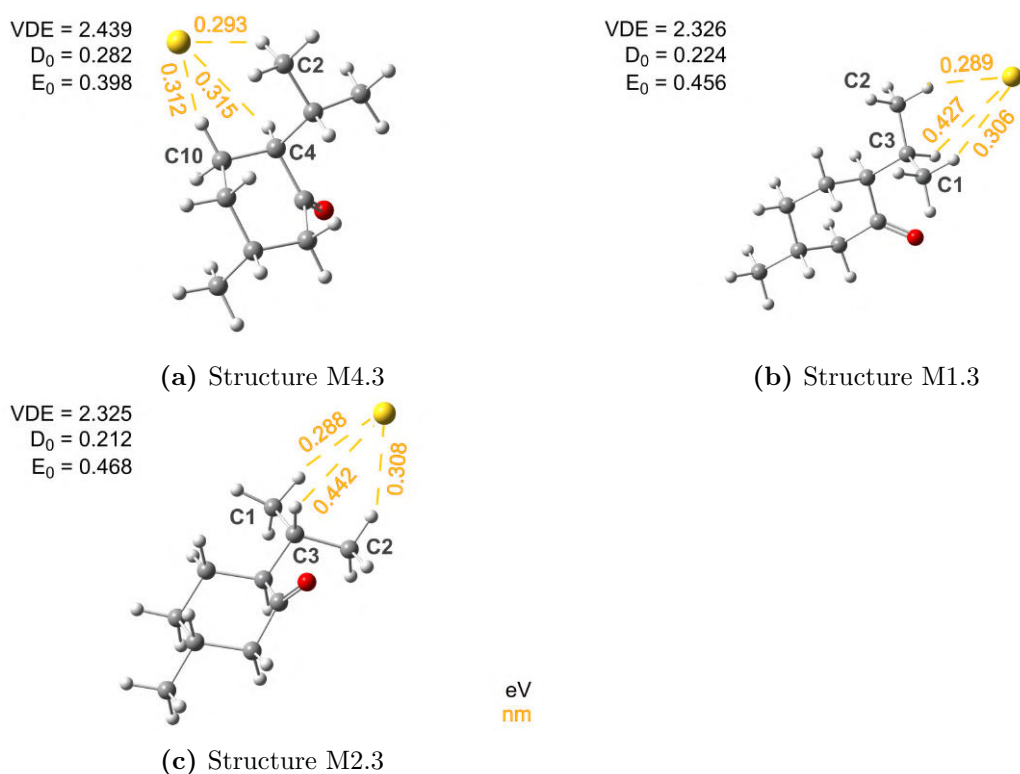 VDE = 2.439
D₀ = 0.282
E₀ = 0.398
0.293
0.315
0.312
C2
C4
C10
(a) Structure M4.3
VDE = 2.326
D₀ = 0.224
E₀ = 0.456
0.289
0.427
0.306
C2
C3
C1
(b) Structure M1.3
VDE = 2.325
D₀ = 0.212
E₀ = 0.468
0.288
0.442
0.308
C1
C3
C2
eV
nm
(c) Structure M2.3